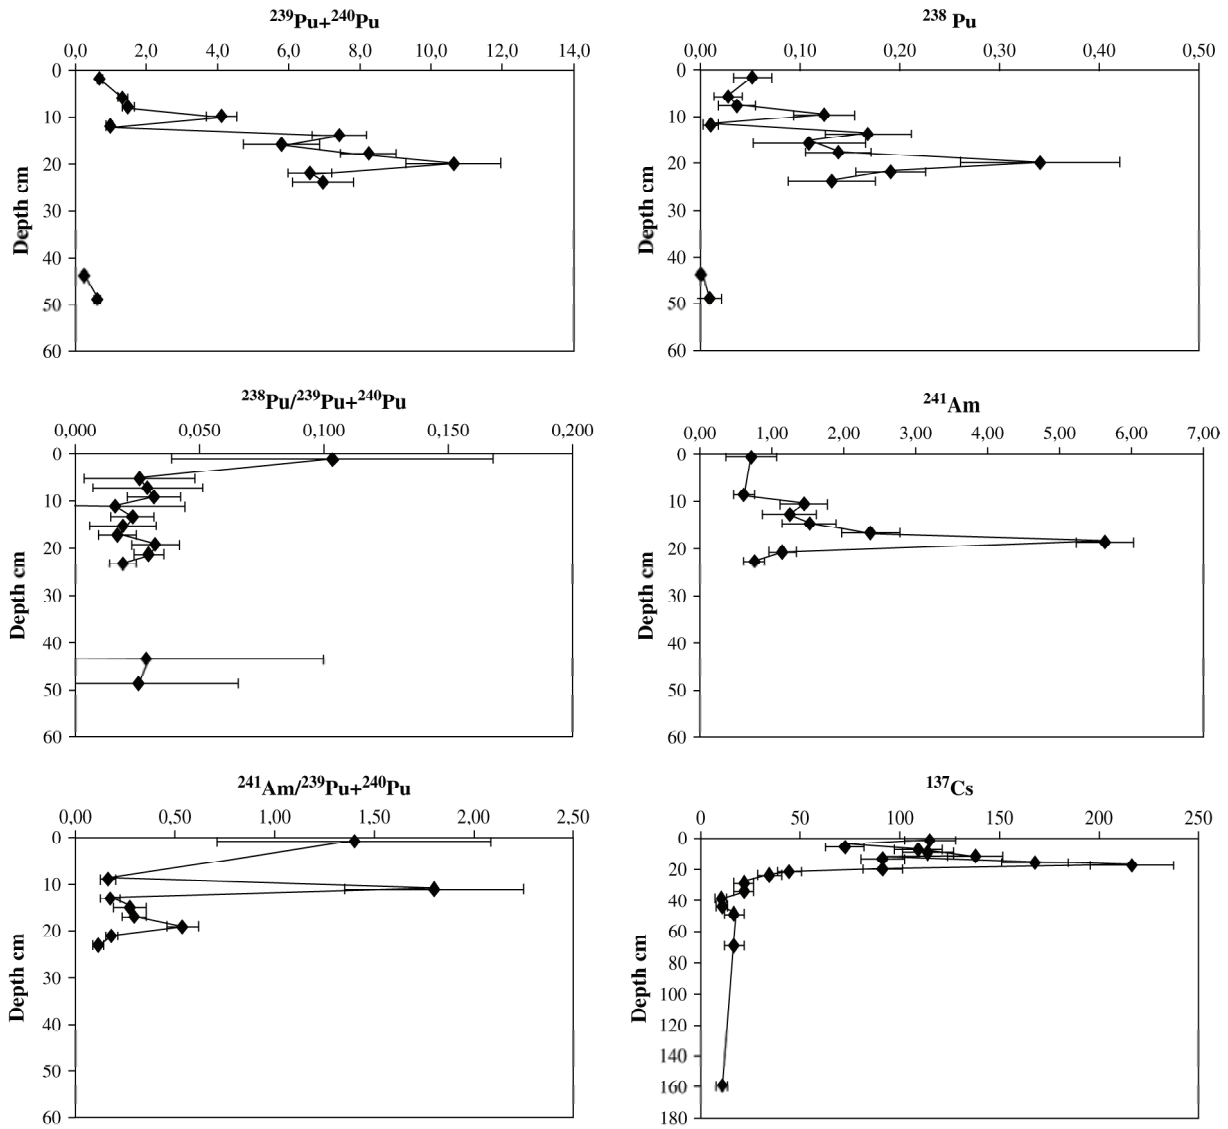 ²³⁹Pu+²⁴⁰Pu
0,0 2,0 4,0 6,0 8,0 10,0 12,0 14,0
0
10
20
30
40
50
60
Depth cm
²³⁸ Pu
0,00 0,10 0,20 0,30 0,40 0,50
0
10
20
30
40
50
60
Depth cm
²³⁸Pu/²³⁹Pu+²⁴⁰Pu
0,000 0,050 0,100 0,150 0,200
0
10
20
30
40
50
60
Depth cm
²⁴¹Am
0,00 1,00 2,00 3,00 4,00 5,00 6,00 7,00
0
10
20
30
40
50
60
Depth cm
²⁴¹Am/²³⁹Pu+²⁴⁰Pu
0,00 0,50 1,00 1,50 2,00 2,50
0
10
20
30
40
50
60
Depth cm
¹³⁷Cs
0 50 100 150 200 250
0
20
40
60
80
100
120
140
160
180
Depth cm